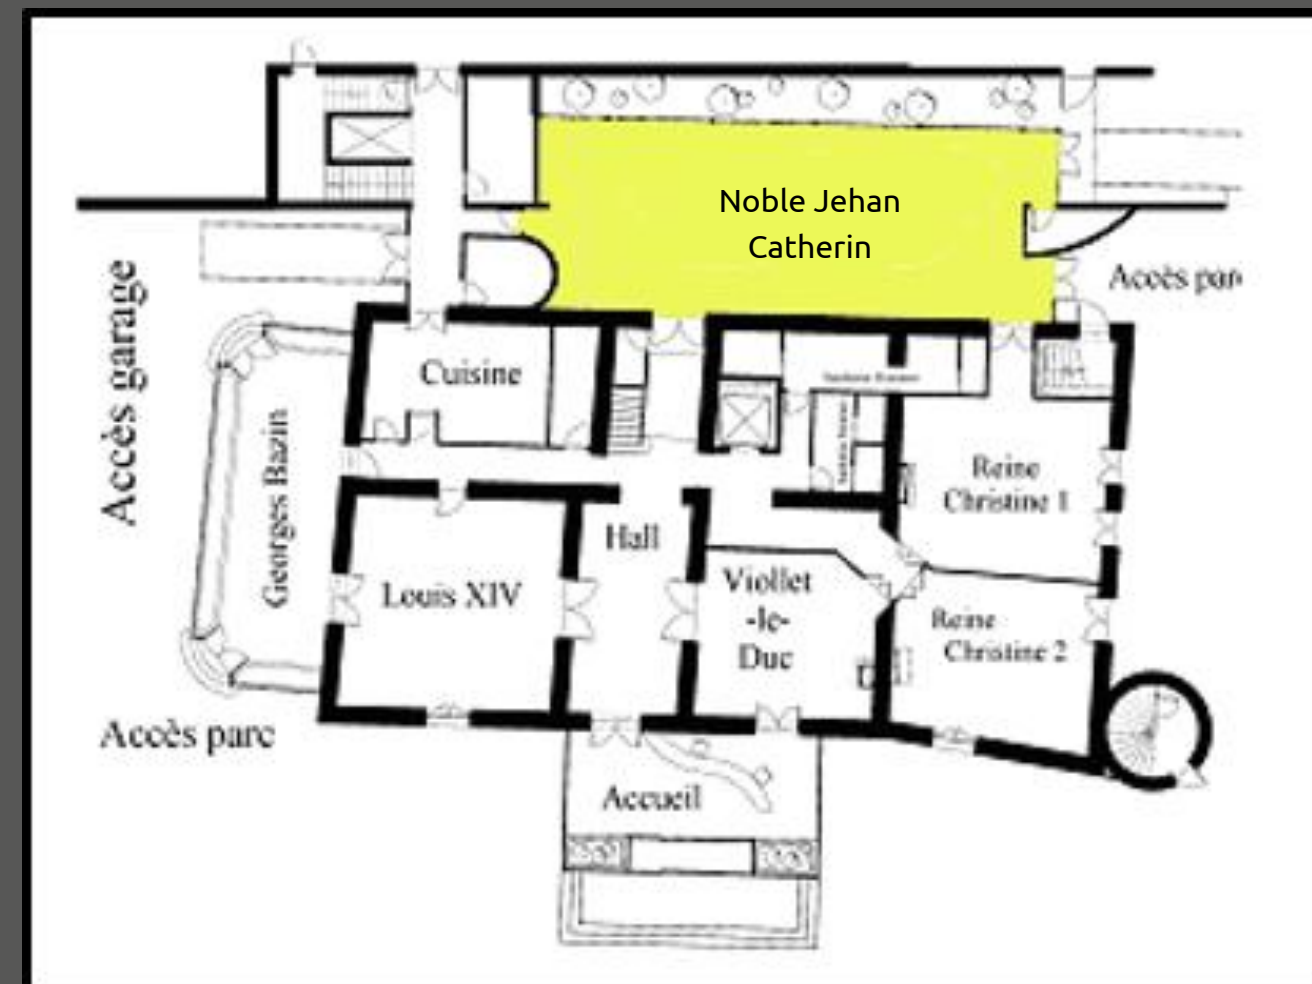 Noble Jehan
Catherin
Accès parc
Accès garage
Cuisine
Georges Bazin
Reine
Christine 1
Hall
Louis XIV
Viollet
-le-
Duc
Reine
Christine 2
Accès parc
Accueil